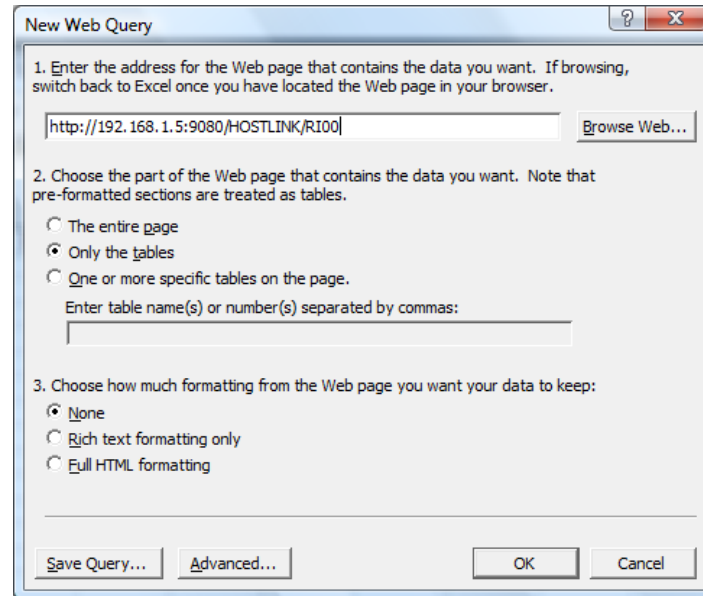 New Web Query
1. Enter the address for the Web page that contains the data you want. If browsing,
switch back to Excel once you have located the Web page in your browser.
http://192.168.1.5:9080/HOSTLINK/RI00
Browse Web...
2. Choose the part of the Web page that contains the data you want. Note that
pre-formatted sections are treated as tables.
The entire page
Only the tables
One or more specific tables on the page.
Enter table name(s) or number(s) separated by commas:
3. Choose how much formatting from the Web page you want your data to keep:
None
Rich text formatting only
Full HTML formatting
Save Query...
Advanced...
OK
Cancel